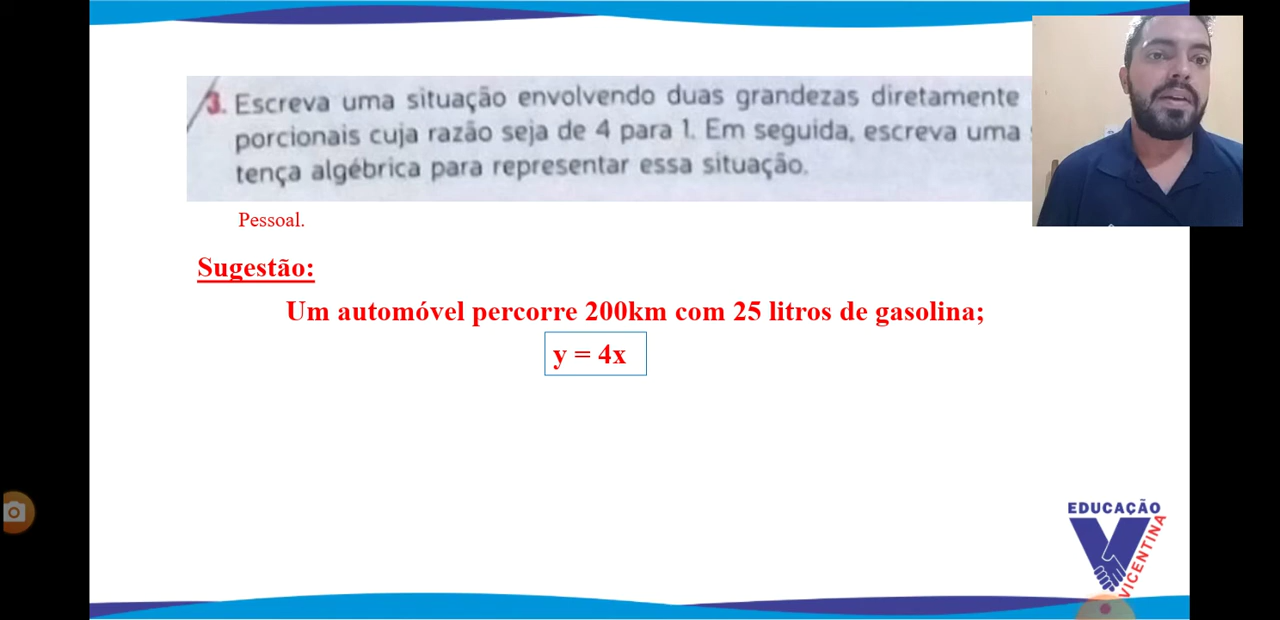 3. Escreva uma situação envolvendo duas grandezas diretamente
porcionais cuja razão seja de 4 para 1. Em seguida, escreva uma
tença algébrica para representar essa situação.
Pessoal.
Sugestão:
Um automóvel percorre 200km com 25 litros de gasolina;
y = 4x
EDUCAÇÃO
VICENTINA